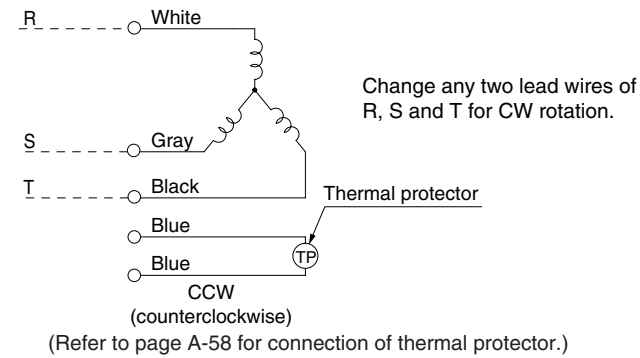 R White
Change any two lead wires of
R, S and T for CW rotation.
S Gray
T Black
Thermal protector
Blue
TP
Blue
CCW
(counterclockwise)
(Refer to page A-58 for connection of thermal protector.)